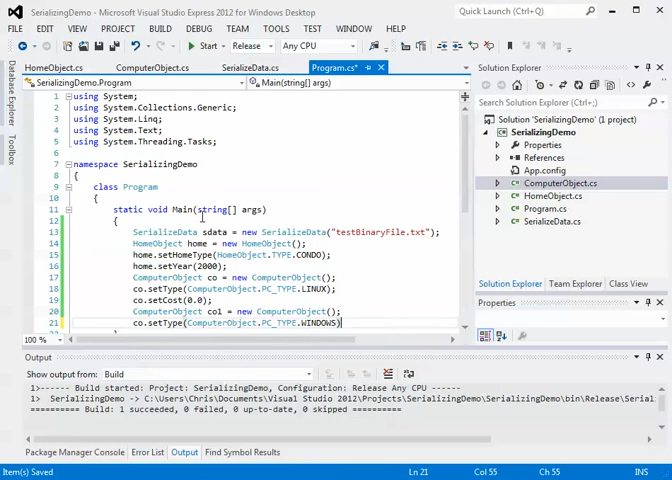 SerializingDemo - Microsoft Visual Studio Express 2012 for Windows Desktop
Quick Launch (Ctrl+Q)
FILE EDIT VIEW PROJECT BUILD DEBUG TEAM TOOLS TEST WINDOW HELP
Start Release Any CPU
HomeObject.cs ComputerObject.cs SerializeData.cs Program.cs*
SerializingDemo.Program Main(string[] args)
Database Explorer
Toolbox
1 using System;
2 using System.Collections.Generic;
3 using System.Linq;
4 using System.Text;
5 using System.Threading.Tasks;
6
7 namespace SerializingDemo
8 {
9 class Program
10 {
11 static void Main(string[] args)
12 {
13 SerializeData sdata = new SerializeData("testBinaryFile.txt");
14 HomeObject home = new HomeObject();
15 home.setHomeType(HomeObject.TYPE.CONDO);
16 home.setYear(2000);
17 ComputerObject co = new ComputerObject();
18 co.setType(ComputerObject.PC_TYPE.LINUX);
19 co.setCost(0.0);
20 ComputerObject co1 = new ComputerObject();
21 co.setType(ComputerObject.PC_TYPE.WINDOWS)
100 %
Solution Explorer
Search Solution Explorer (Ctrl+;)
Solution 'SerializingDemo' (1 project)
SerializingDemo
Properties
References
App.config
ComputerObject.cs
HomeObject.cs
Program.cs
SerializeData.cs
Solution Explorer Team Explorer Class View
Properties
Output
Show output from: Build
1>------ Build started: Project: SerializingDemo, Configuration: Release Any CPU ------
1> SerializingDemo -> C:\Users\Chris\Documents\Visual Studio 2012\Projects\SerializingDemo\SerializingDemo\bin\Release\Serial
========== Build: 1 succeeded, 0 failed, 0 up-to-date, 0 skipped ==========
Package Manager Console Error List Output Find Symbol Results
Item(s) Saved Ln 21 Col 55 Ch 55 INS